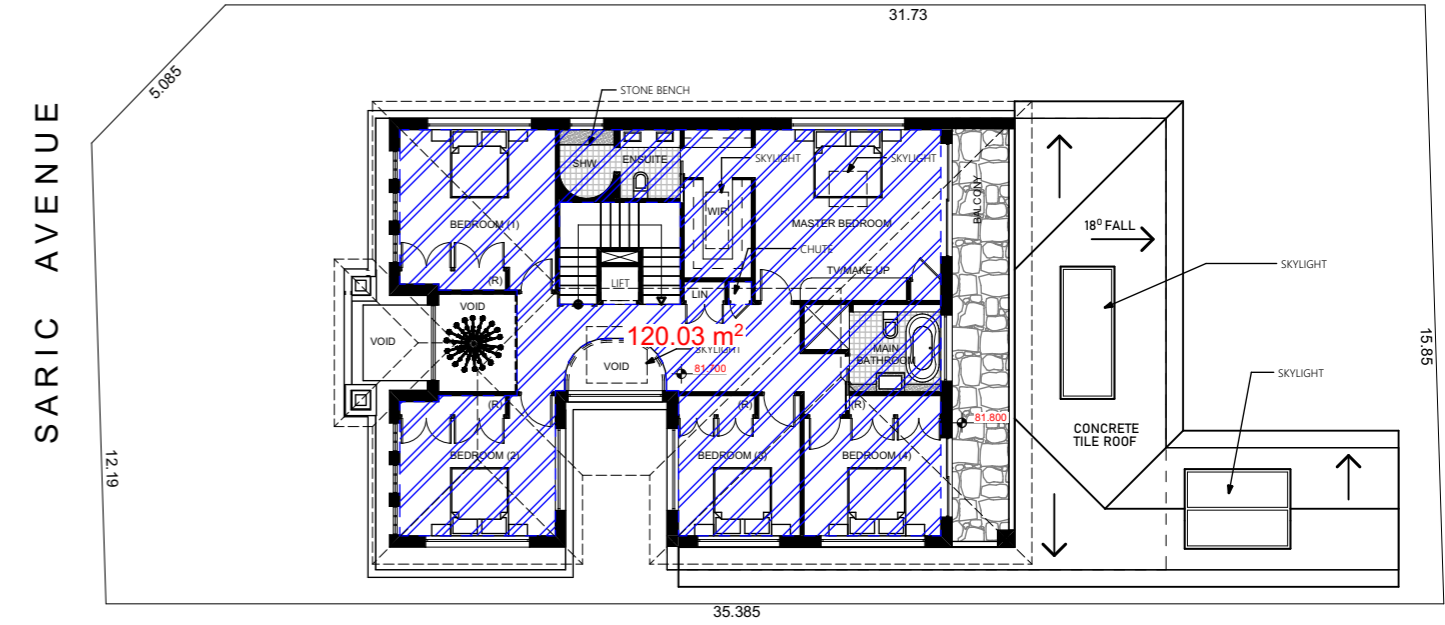 31.73
5.085
SARIC AVENUE
STONE BENCH
SHW
ENSUITE
SKYLIGHT
SKYLIGHT
WIR
BEDROOM (1)
MASTER BEDROOM
BALCONY
18⁰ FALL
CHUTE
TV/MAKE UP
SKYLIGHT
(R)
LIFT
LIN
VOID
VOID
120.03 m²
SKYLIGHT
VOID
81.700
MAIN
BATHROOM
15.85
SKYLIGHT
(R)
(R)
(R)
81.800
CONCRETE
TILE ROOF
BEDROOM (2)
BEDROOM (3)
BEDROOM (4)
12.19
35.385